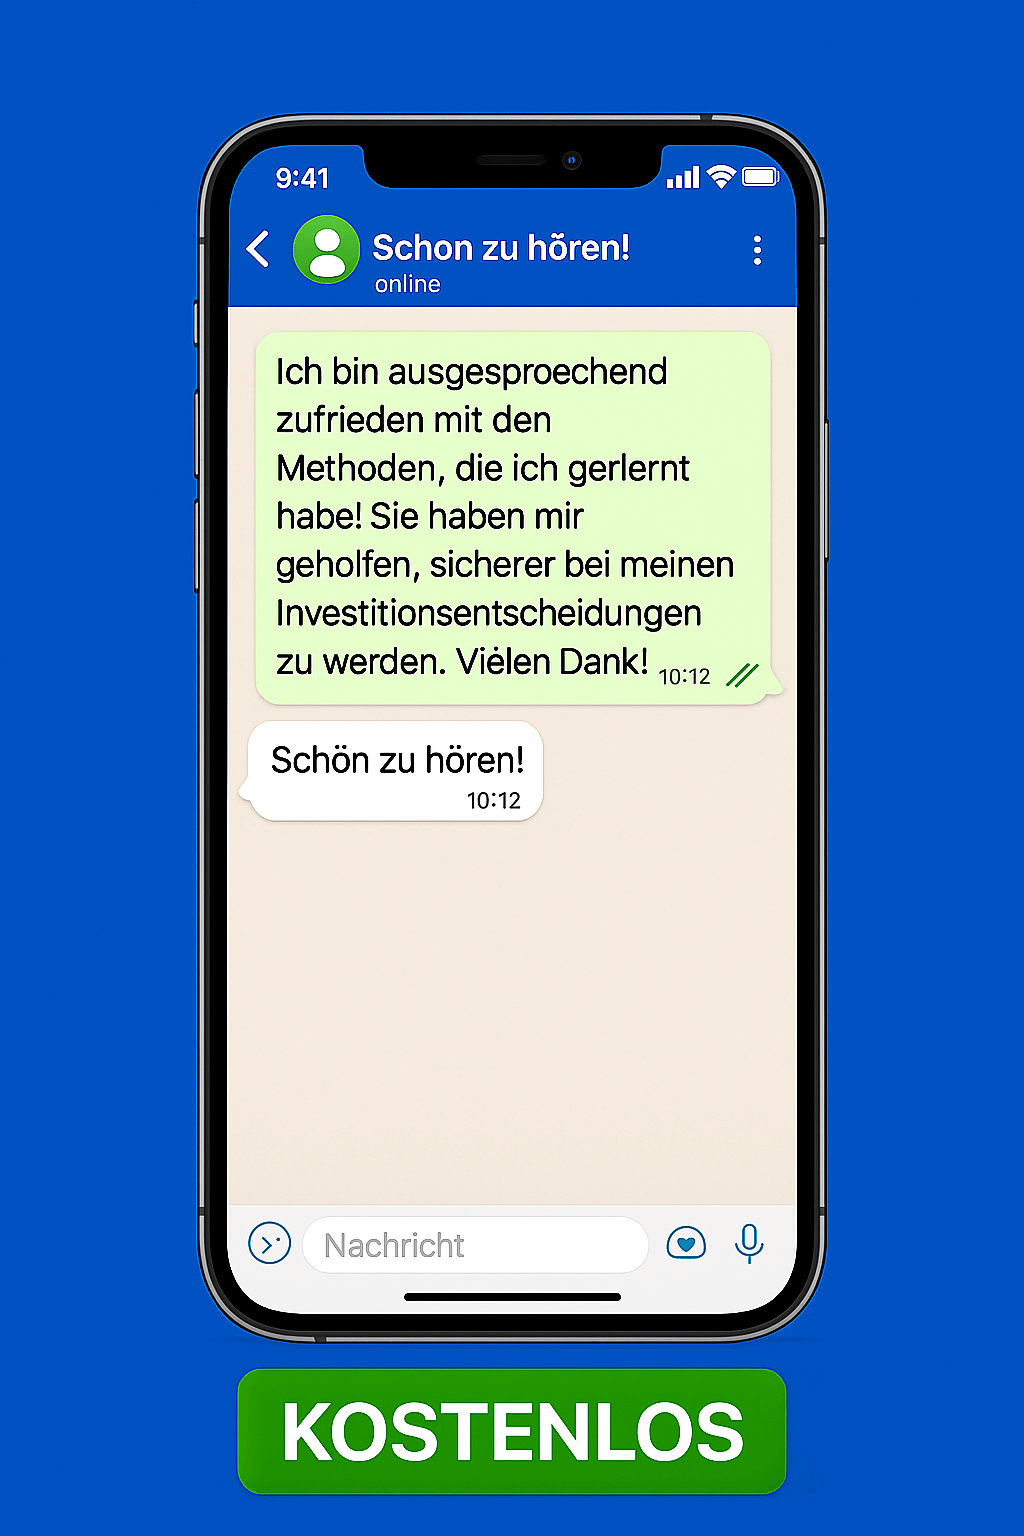 9:41
Schon zu hören!
online
Ich bin ausgesproechend
zufrieden mit den
Methoden, die ich gerlernt
habe! Sie haben mir
geholfen, sicherer bei meinen
Investitionsentscheidungen
zu werden. Viėlen Dank! 10:12
Schön zu hören!
10:12
Nachricht
KOSTENLOS